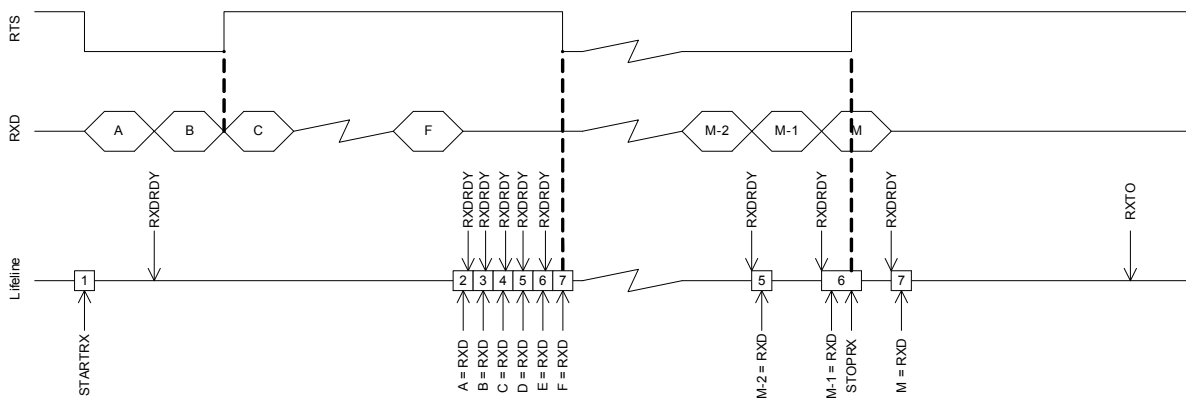 RTS
RXD
A
B
C
F
M-2
M-1
M
RXDRDY
RXDRDY
RXDRDY
RXDRDY
RXDRDY
RXDRDY
RXDRDY
RXDRDY
RXDRDY
RXTO
Lifeline
1
2
3
4
5
6
7
5
6
7
STARTRX
A = RXD
B = RXD
C = RXD
D = RXD
E = RXD
F = RXD
M-2 = RXD
M-1 = RXD
STOPRX
M = RXD